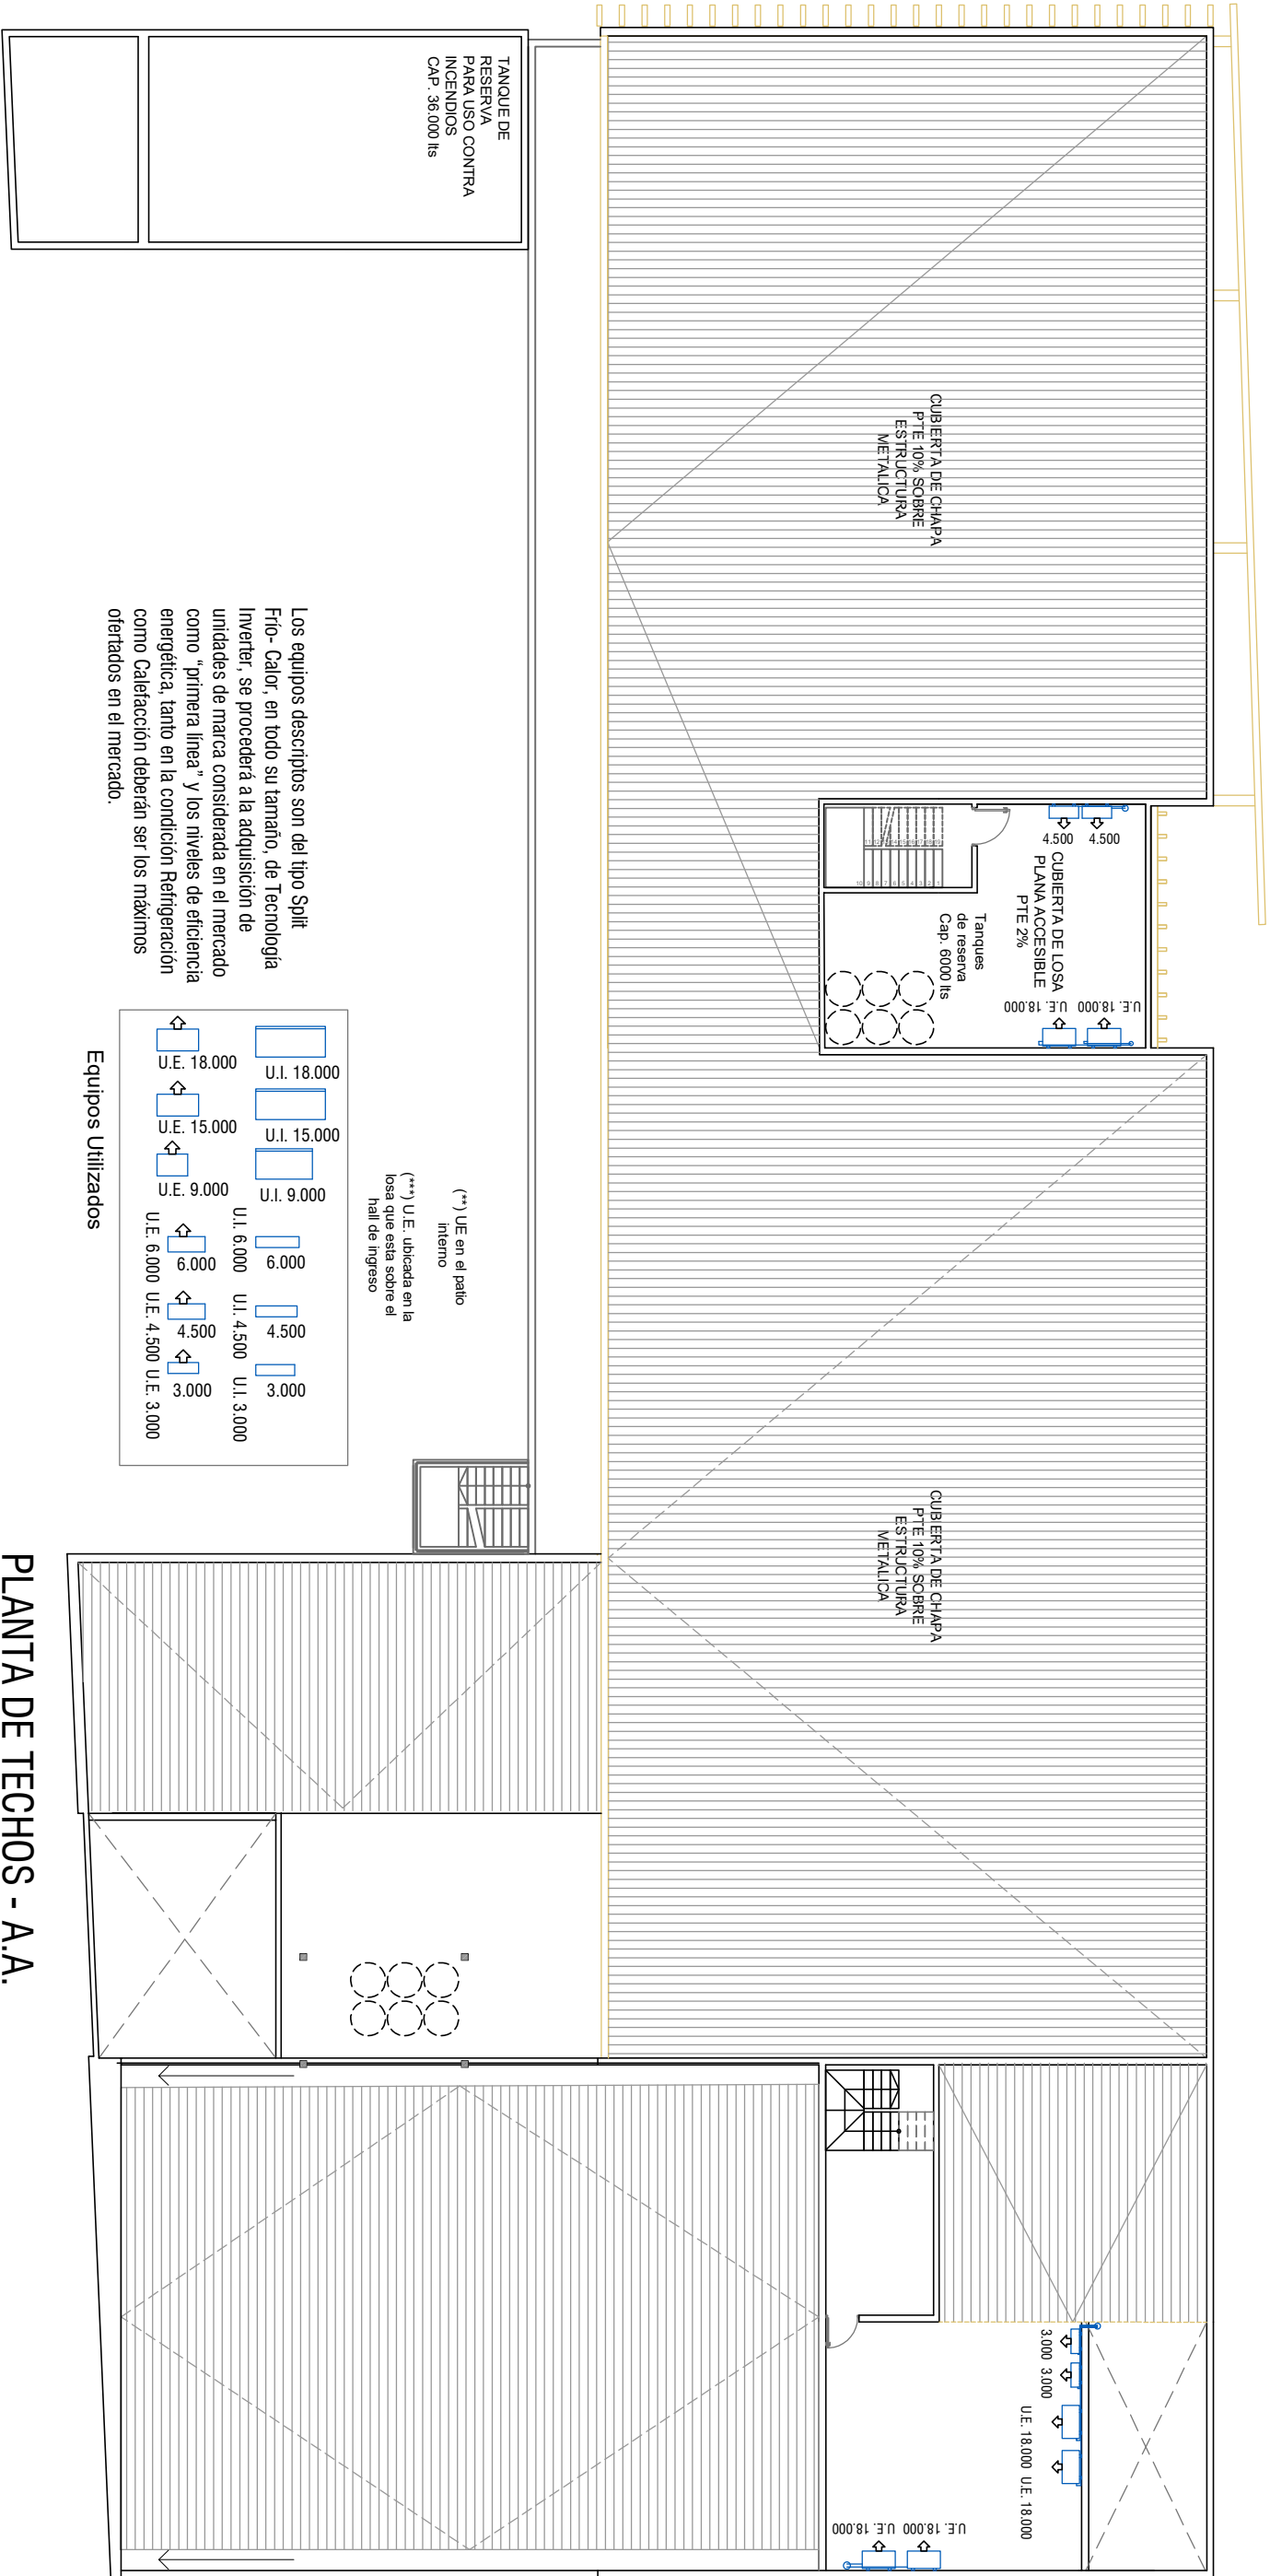 TANQUE DE
RESERVA
PARA USO CONTRA
INCENDIOS
CAP. 36.000 lts
CUBIERTA DE CHAPA
PTE 10% SOBRE
ESTRUCTURA
METALICA
4.500
4.500
CUBIERTA DE LOSA
PLANA ACCESIBLE
PTE 2%
Tanques
de reserva
Cap. 6000 lts
U.E. 18.000
U.E. 18.000
CUBIERTA DE CHAPA
PTE 10% SOBRE
ESTRUCTURA
METALICA
3.000
3.000
U.E. 18.000
U.E. 18.000
U.E. 18.000
U.E. 18.000
(**) UE en el patio
interno
(***) U.E. ubicada en la
losa que esta sobre el
hall de ingreso
Los equipos descriptos son del tipo Split
Frío- Calor, en todo su tamaño, de Tecnología
Inverter, se procederá a la adquisición de
unidades de marca considerada en el mercado
como "primera línea" y los niveles de eficiencia
energética, tanto en la condición Refrigeración
como Calefacción deberán ser los máximos
ofertados en el mercado.
U.I. 18.000
U.I. 15.000
U.I. 9.000
6.000
4.500
3.000
U.I. 6.000
U.I. 4.500
U.I. 3.000
U.E. 18.000
U.E. 15.000
U.E. 9.000
6.000
4.500
3.000
U.E. 6.000
U.E. 4.500
U.E. 3.000
Equipos Utilizados
PLANTA DE TECHOS - A.A.